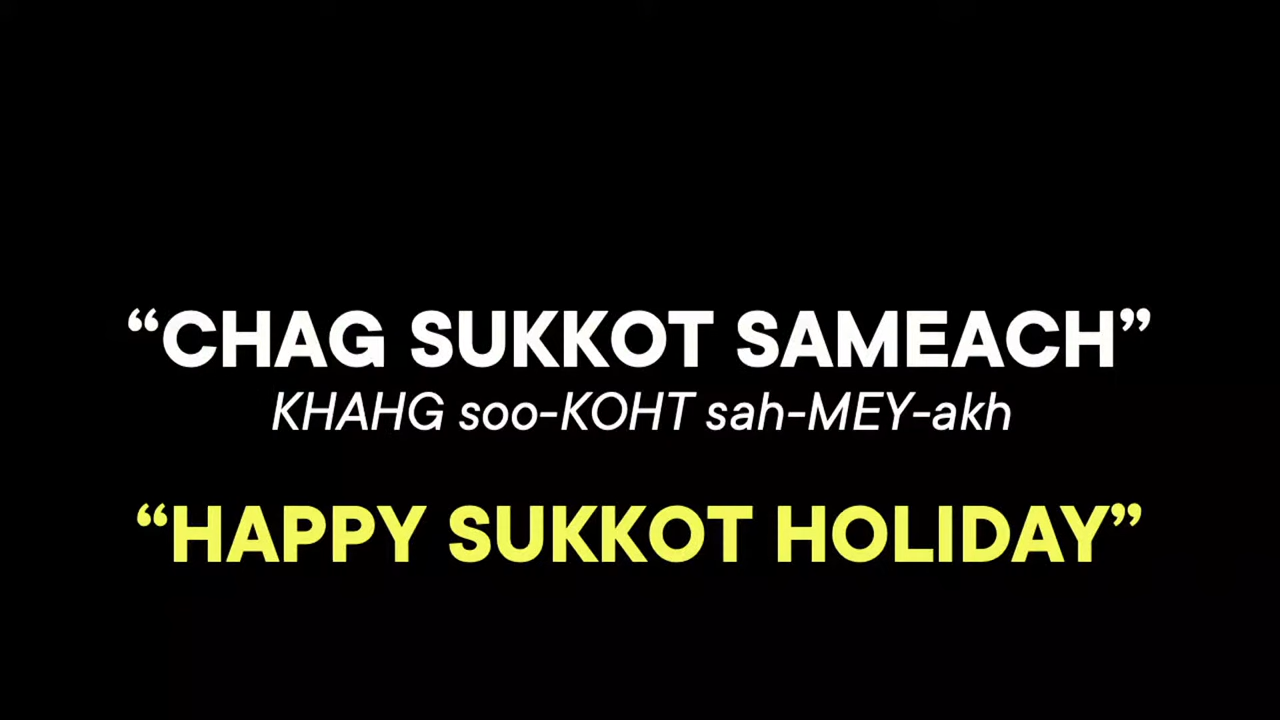 “CHAG SUKKOT SAMEACH”
KHAHG soo-KOHT sah-MEY-akh
“HAPPY SUKKOT HOLIDAY”